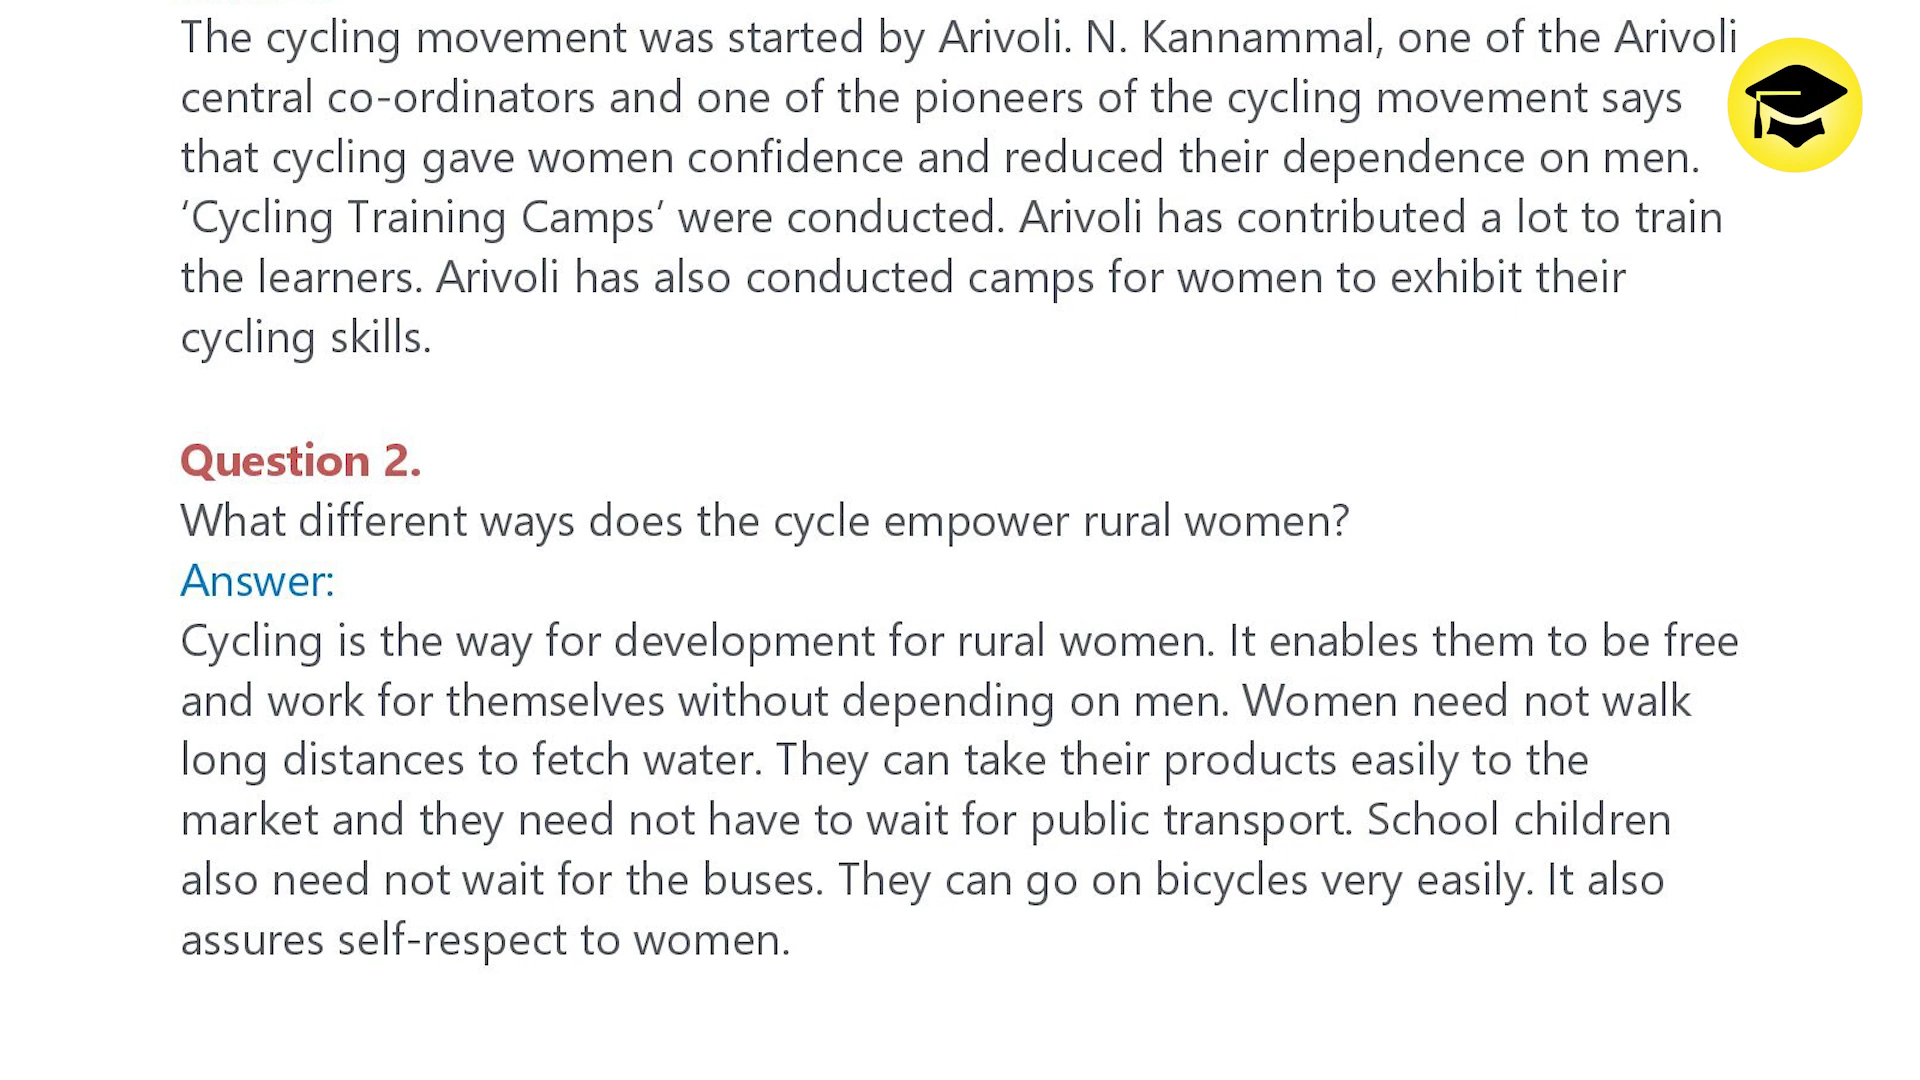 The cycling movement was started by Arivoli. N. Kannammal, one of the Arivoli
central co-ordinators and one of the pioneers of the cycling movement says
that cycling gave women confidence and reduced their dependence on men.
‘Cycling Training Camps’ were conducted. Arivoli has contributed a lot to train
the learners. Arivoli has also conducted camps for women to exhibit their
cycling skills.
Question 2.
What different ways does the cycle empower rural women?
Answer:
Cycling is the way for development for rural women. It enables them to be free
and work for themselves without depending on men. Women need not walk
long distances to fetch water. They can take their products easily to the
market and they need not have to wait for public transport. School children
also need not wait for the buses. They can go on bicycles very easily. It also
assures self-respect to women.